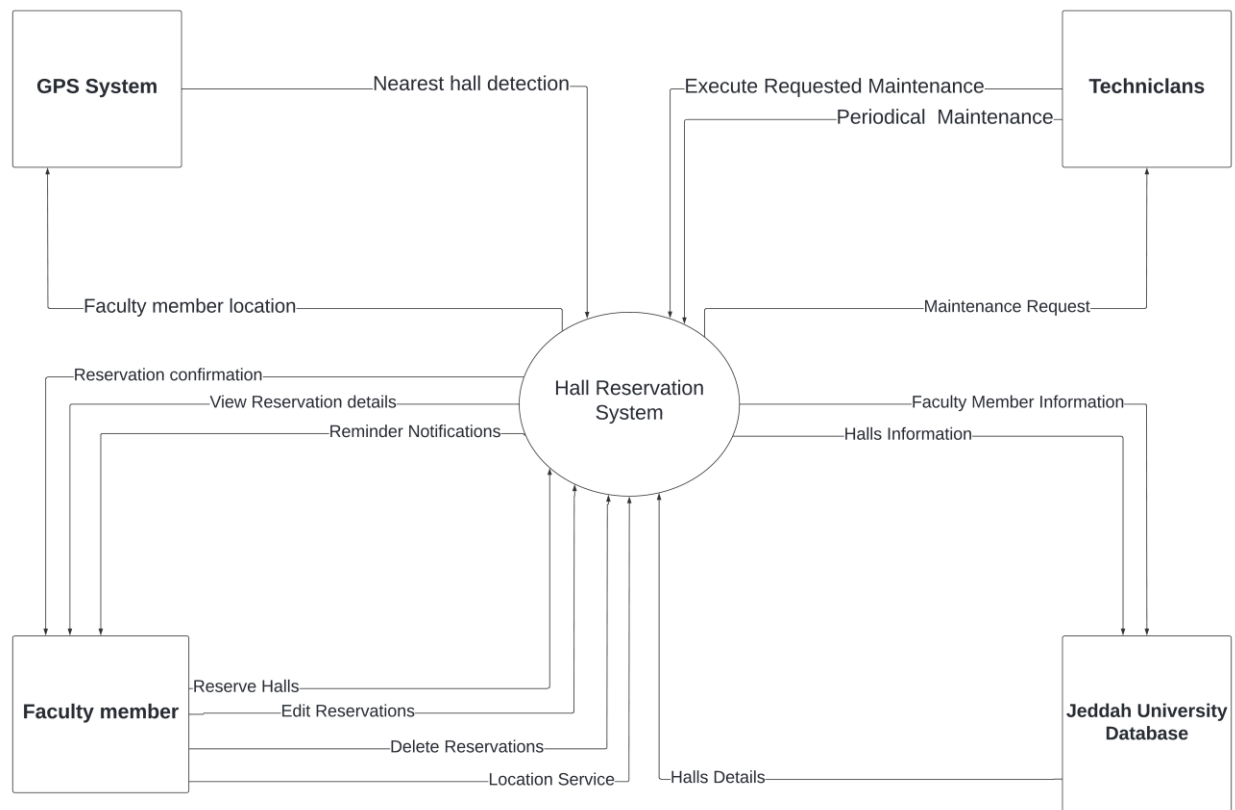 GPS System
Nearest hall detection
Execute Requested Maintenance
Techniclans
Periodical Maintenance
Faculty member location
Maintenance Request
Reservation confirmation
View Reservation details
Reminder Notifications
Hall Reservation
System
Faculty Member Information
Halls Information
Faculty member
Reserve Halls
Edit Reservations
Delete Reservations
Location Service
Halls Details
Jeddah University
Database